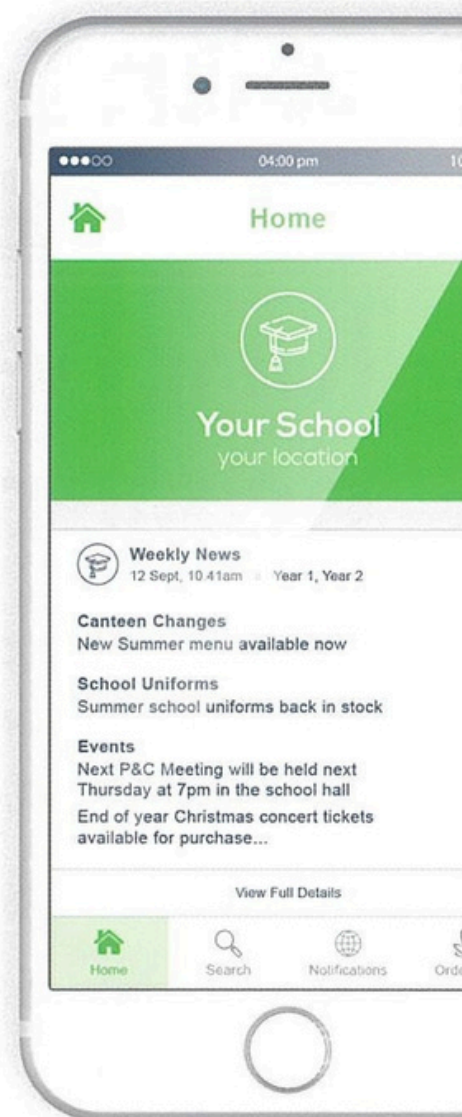 04:00 pm
Home
Your School
your location
Weekly News
12 Sept, 10.41am Year 1, Year 2
Canteen Changes
New Summer menu available now
School Uniforms
Summer school uniforms back in stock
Events
Next P&C Meeting will be held next
Thursday at 7pm in the school hall
End of year Christmas concert tickets
available for purchase...
View Full Details
Home Search Notifications